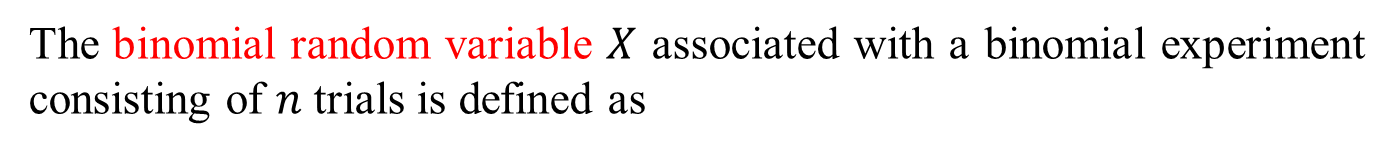 The binomial random variable X associated with a binomial experiment
consisting of n trials is defined as